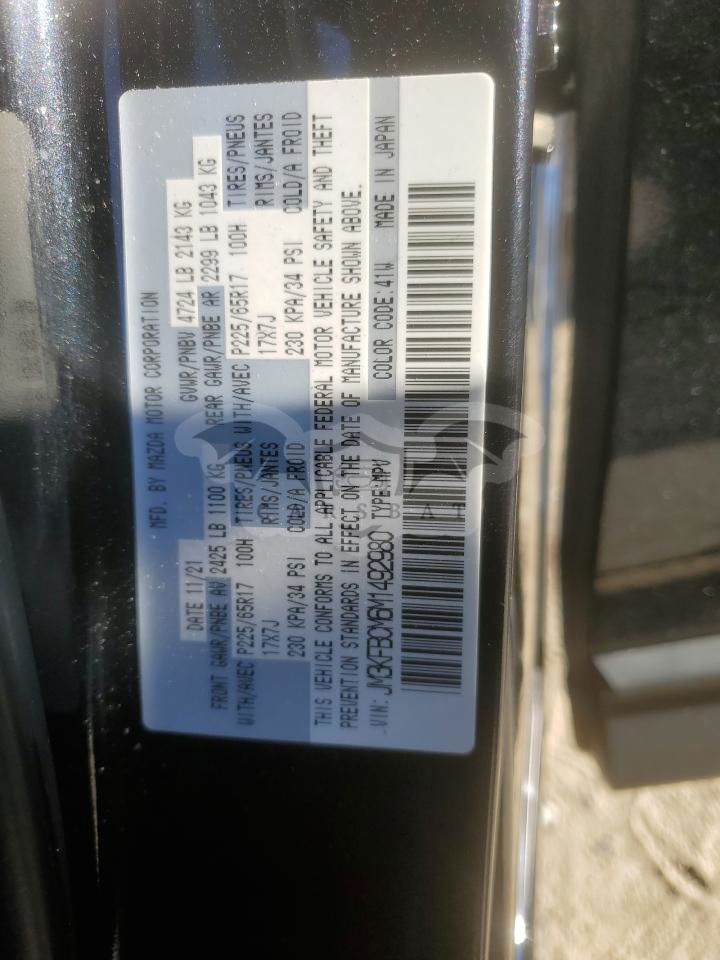 MFD. BY MAZDA MOTOR CORPORATION
DATE 11/21 GVWR/PNBV 4724 LB 2143 KG
FRONT GAWR/PNBE AV 2425 LB 1100 KG REAR GAWR/PNBE AR 2299 LB 1043 KG
WITH/AVEC P225/65R17 100H TIRES/PNEUS WITH/AVEC P225/65R17 100H TIRES/PNEUS
17X7J RIMS/JANTES 17X7J RIMS/JANTES
230 KPA/34 PSI COLD/A FROID 230 KPA/34 PSI COLD/A FROID
THIS VEHICLE CONFORMS TO ALL APPLICABLE FEDERAL MOTOR VEHICLE SAFETY AND THEFT
PREVENTION STANDARDS IN EFFECT ON THE DATE OF MANUFACTURE SHOWN ABOVE.
VIN: JM3KFBCM6M1492980 TYPE:MPV COLOR CODE:41W MADE IN JAPAN